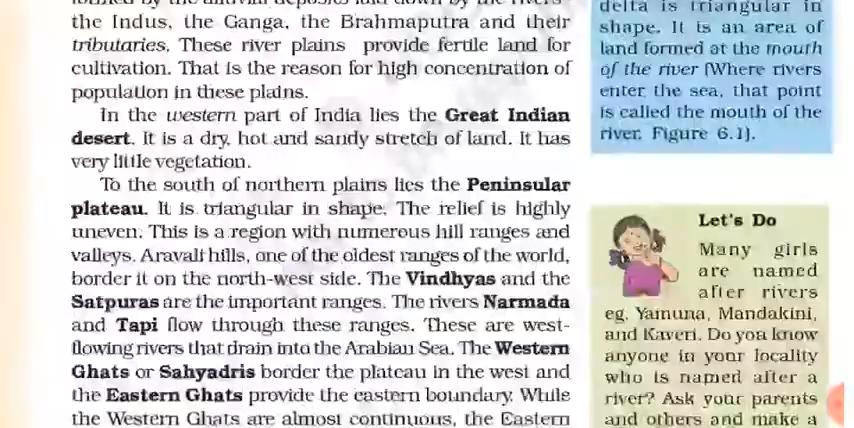 the Indus, the Ganga, the Brahmaputra and their
tributaries. These river plains provide fertile land for
cultivation. That is the reason for high concentration of
population in these plains.
In the western part of India lies the Great Indian
desert. It is a dry, hot and sandy stretch of land. It has
very little vegetation.
To the south of northern plains lies the Peninsular
plateau. It is triangular in shape. The relief is highly
uneven. This is a region with numerous hill ranges and
valleys. Aravali hills, one of the oldest ranges of the world,
border it on the north-west side. The Vindhyas and the
Satpuras are the important ranges. The rivers Narmada
and Tapi flow through these ranges. These are west-
flowing rivers that drain into the Arabian Sea. The Western
Ghats or Sahyadris border the plateau in the west and
the Eastern Ghats provide the eastern boundary. While
the Western Ghats are almost continuous, the Eastern
delta is triangular in
shape. It is an area of
land formed at the mouth
of the river (Where rivers
enter the sea, that point
is called the mouth of the
river. Figure 6.1).
Let's Do
Many girls
are named
after rivers
eg. Yamuna, Mandakini,
and Kaveri. Do you know
anyone in your locality
who is named after a
river? Ask your parents
and others and make a